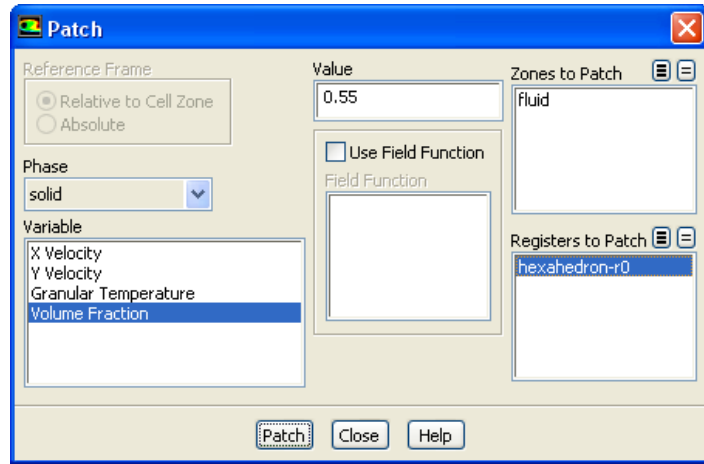 Patch
Reference Frame
Relative to Cell Zone
Absolute
Phase
solid
Variable
X Velocity
Y Velocity
Granular Temperature
Volume Fraction
Value
0.55
Use Field Function
Field Function
Zones to Patch
fluid
Registers to Patch
hexahedron-r0
Patch
Close
Help